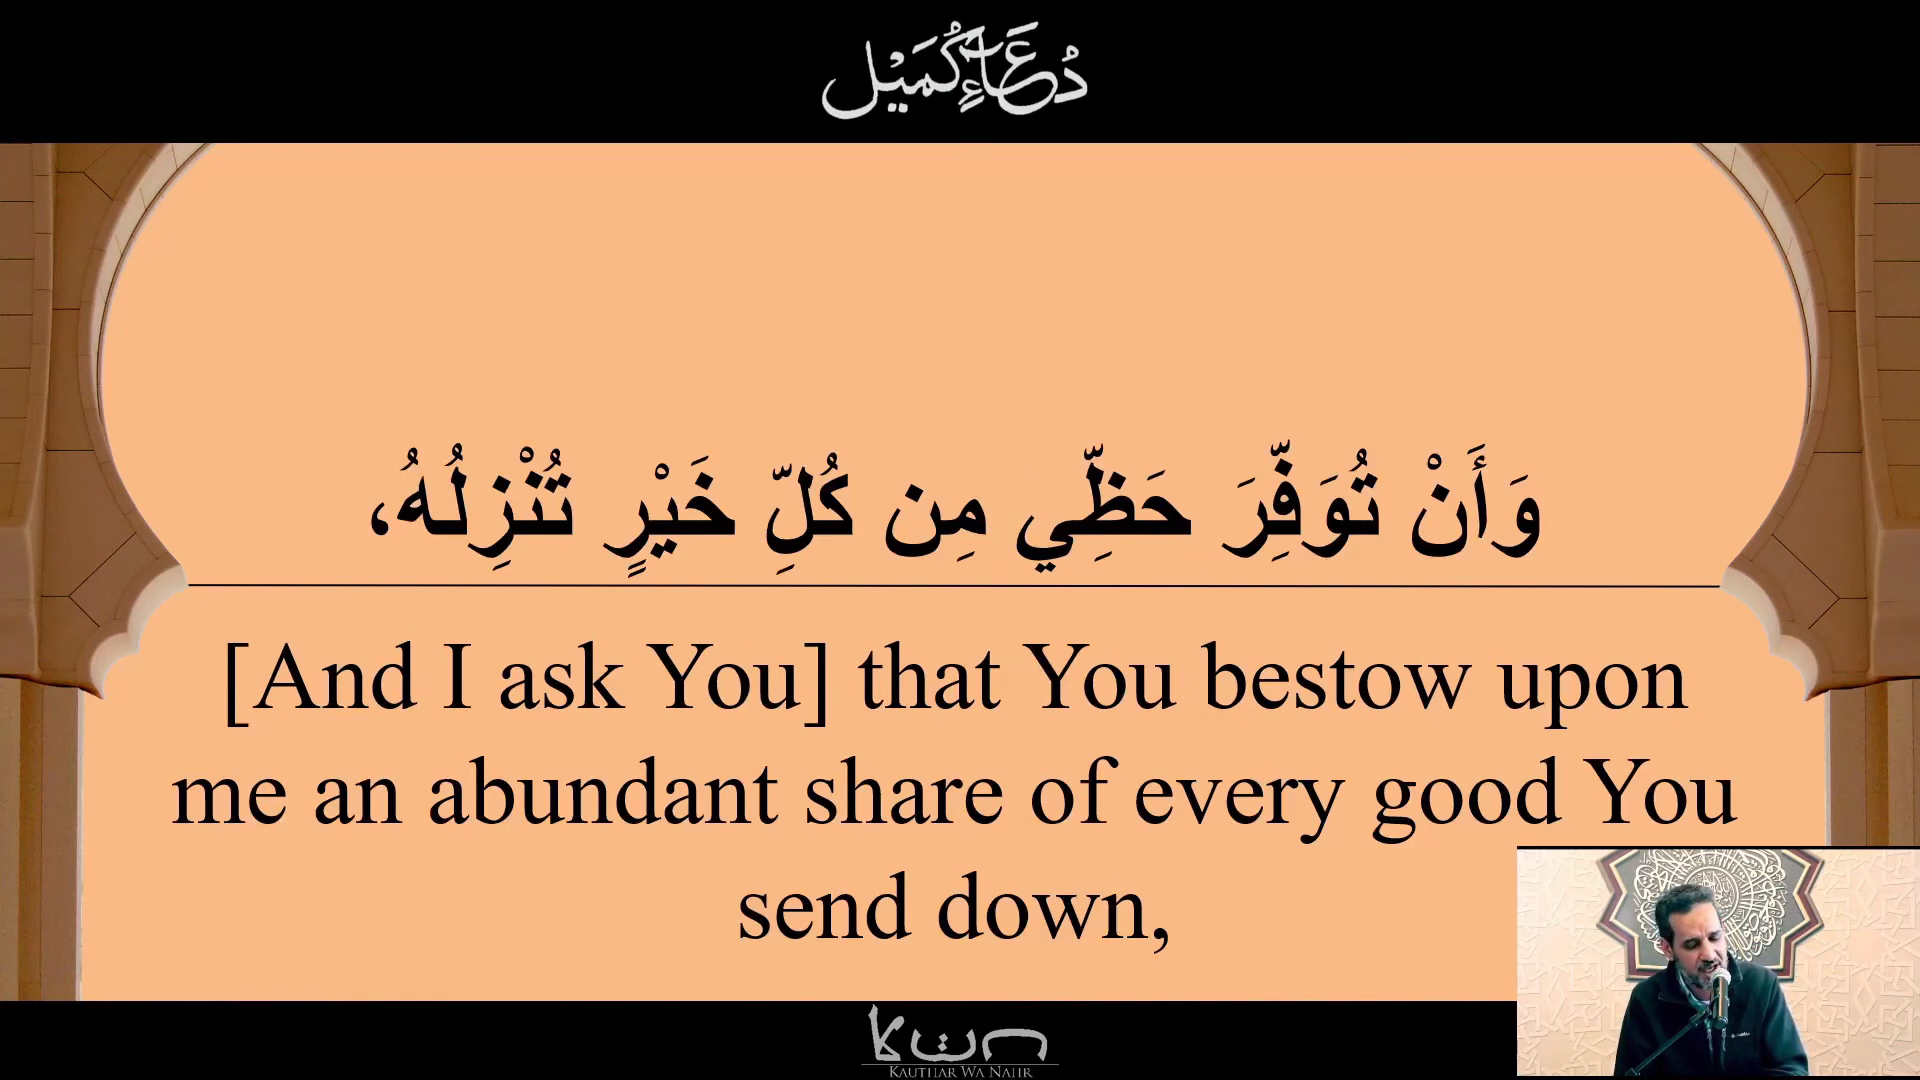 دُعَاءُ كُمَيْل
وَأَنْ تُوَفِّرَ حَظِّي مِن كُلِّ خَيْرٍ تُنْزِلُهُ،
[And I ask You] that You bestow upon
me an abundant share of every good You
send down,
KAUTHAR WA NAHR